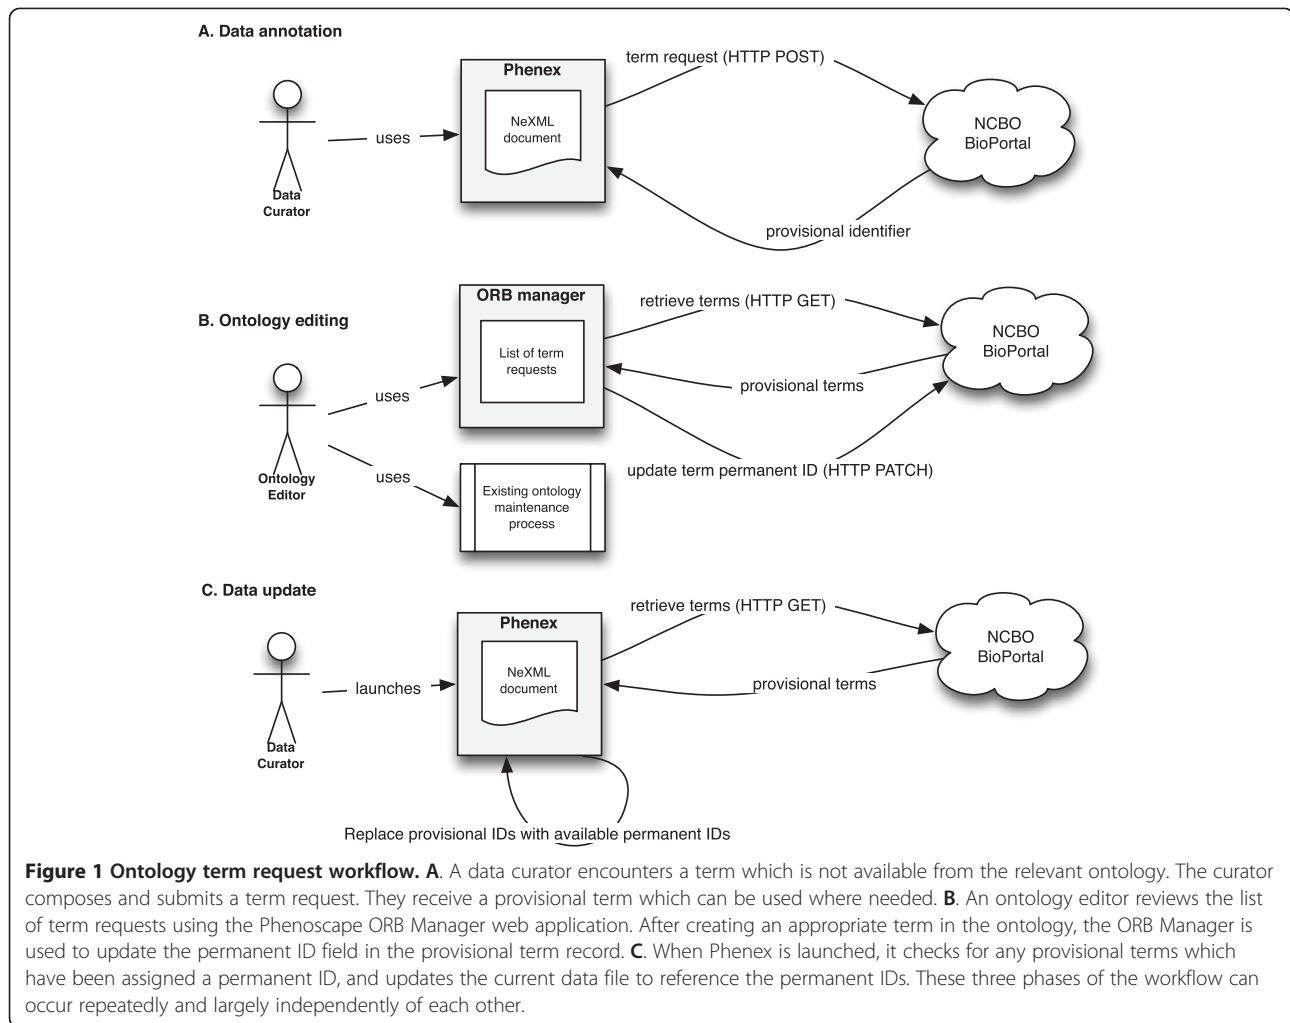 A. Data annotation
Phenex
NeXML
document
Data
Curator
uses
term request (HTTP POST)
NCBO
BioPortal
provisional identifier
B. Ontology editing
ORB manager
List of term
requests
Ontology
Editor
uses
uses
Existing ontology
maintenance
process
retrieve terms (HTTP GET)
NCBO
BioPortal
provisional terms
update term permanent ID (HTTP PATCH)
C. Data update
Phenex
NeXML
document
Data
Curator
launches
retrieve terms (HTTP GET)
NCBO
BioPortal
provisional terms
Replace provisional IDs with available permanent IDs
Figure 1 Ontology term request workflow. A. A data curator encounters a term which is not available from the relevant ontology. The curator
composes and submits a term request. They receive a provisional term which can be used where needed. B. An ontology editor reviews the list
of term requests using the Phenoscape ORB Manager web application. After creating an appropriate term in the ontology, the ORB Manager is
used to update the permanent ID field in the provisional term record. C. When Phenex is launched, it checks for any provisional terms which
have been assigned a permanent ID, and updates the current data file to reference the permanent IDs. These three phases of the workflow can
occur repeatedly and largely independently of each other.